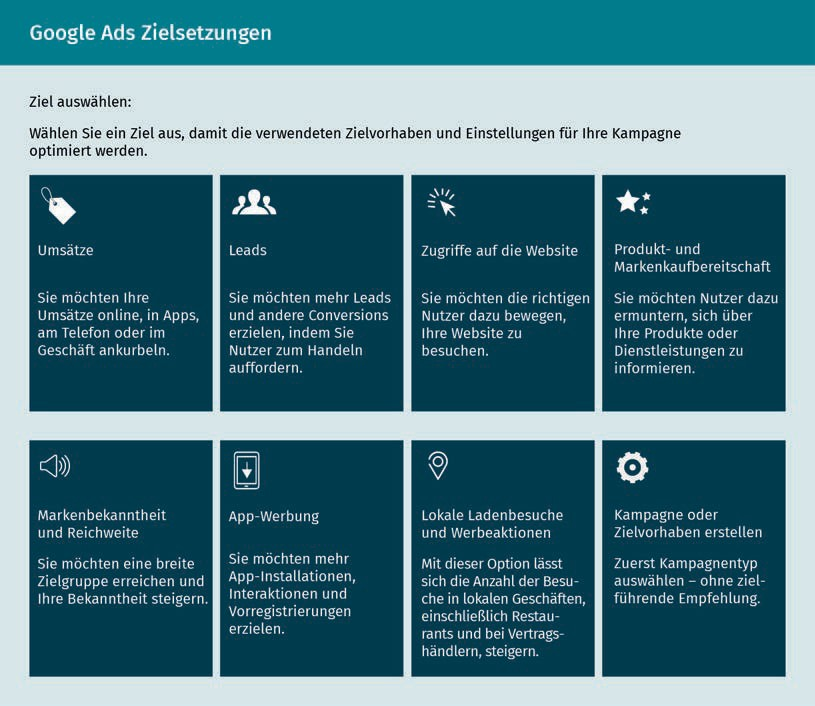 Google Ads Zielsetzungen
Ziel auswählen:
Wählen Sie ein Ziel aus, damit die verwendeten Zielvorhaben und Einstellungen für Ihre Kampagne
optimiert werden.
Umsätze
Sie möchten Ihre
Umsätze online, in Apps,
am Telefon oder im
Geschäft ankurbeln.
Leads
Sie möchten mehr Leads
und andere Conversions
erzielen, indem Sie
Nutzer zum Handeln
auffordern.
Zugriffe auf die Website
Sie möchten die richtigen
Nutzer dazu bewegen,
Ihre Website zu
besuchen.
Produkt- und
Markenkaufbereitschaft
Sie möchten Nutzer dazu
ermuntern, sich über
Ihre Produkte oder
Dienstleistungen zu
informieren.
Markenbekanntheit
und Reichweite
Sie möchten eine breite
Zielgruppe erreichen und
Ihre Bekanntheit steigern.
App-Werbung
Sie möchten mehr
App-Installationen,
Interaktionen und
Vorregistrierungen
erzielen.
Lokale Ladenbesuche
und Werbeaktionen
Mit dieser Option lässt
sich die Anzahl der Besu-
che in lokalen Geschäften,
einschließlich Restau-
rants und bei Vertrags-
händlern, steigern.
Kampagne oder
Zielvorhaben erstellen
Zuerst Kampagnentyp
auswählen – ohne ziel-
führende Empfehlung.